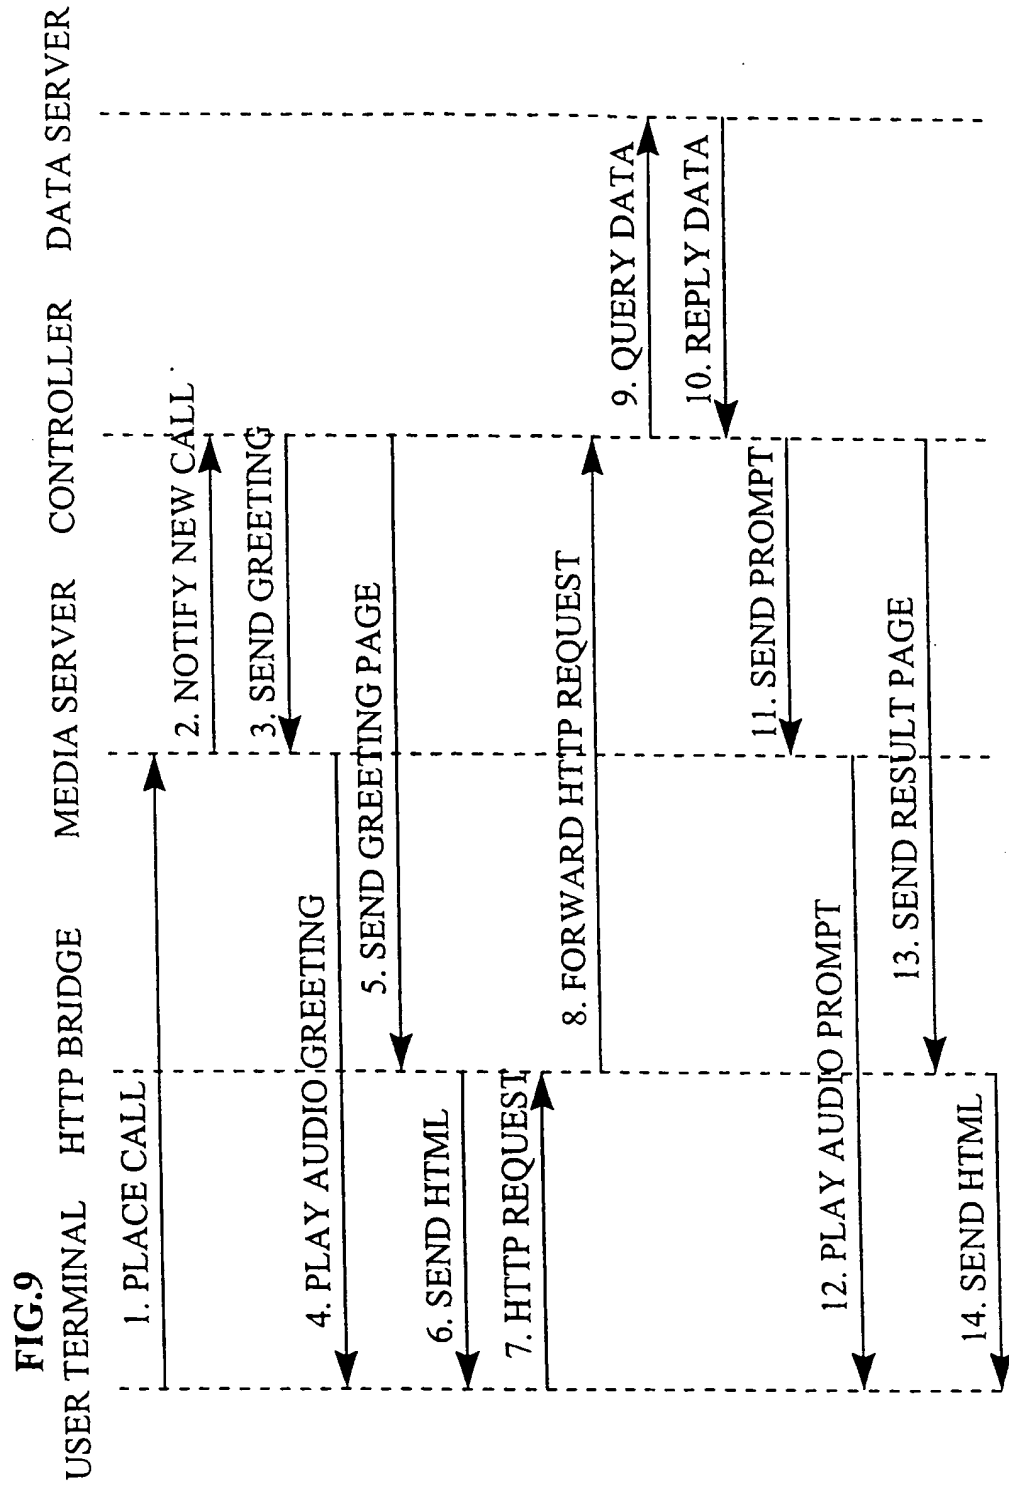 FIG.9
USER TERMINAL HTTP BRIDGE MEDIA SERVER CONTROLLER DATA SERVER
1. PLACE CALL
2. NOTIFY NEW CALL
3. SEND GREETING
4. PLAY AUDIO GREETING
5. SEND GREETING PAGE
6. SEND HTML
7. HTTP REQUEST
8. FORWARD HTTP REQUEST
9. QUERY DATA
10. REPLY DATA
11. SEND PROMPT
12. PLAY AUDIO PROMPT
13. SEND RESULT PAGE
14. SEND HTML